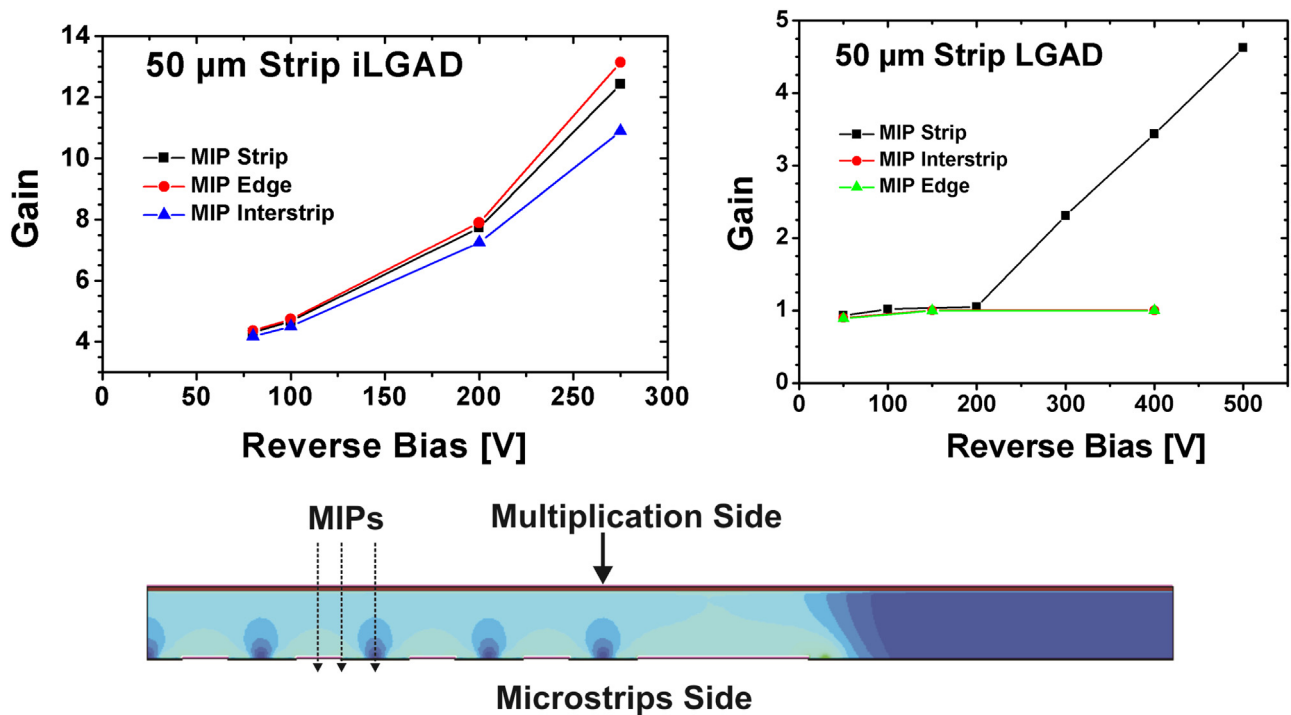 50 µm Strip iLGAD
MIP Strip
MIP Edge
MIP Interstrip
Gain
14
12
10
8
6
4
0 50 100 150 200 250 300
Reverse Bias [V]
50 µm Strip LGAD
MIP Strip
MIP Interstrip
MIP Edge
Gain
5
4
3
2
1
0
0 100 200 300 400 500
Reverse Bias [V]
MIPs
Multiplication Side
Microstrips Side